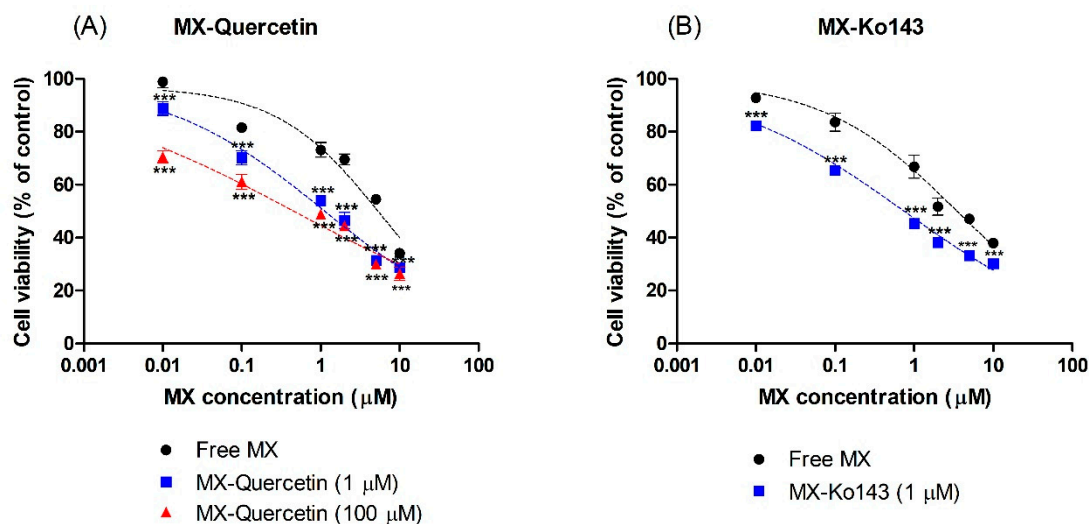 (A) MX-Quercetin
Cell viability (% of control)
100
80
60
40
20
0
***
***
***
***
***
***
***
***
***
***
***
***
0.001 0.01 0.1 1 10 100
MX concentration (μM)
Free MX
MX-Quercetin (1 μM)
MX-Quercetin (100 μM)
(B) MX-Ko143
Cell viability (% of control)
100
80
60
40
20
0
***
***
***
***
***
***
0.001 0.01 0.1 1 10 100
MX concentration (μM)
Free MX
MX-Ko143 (1 μM)